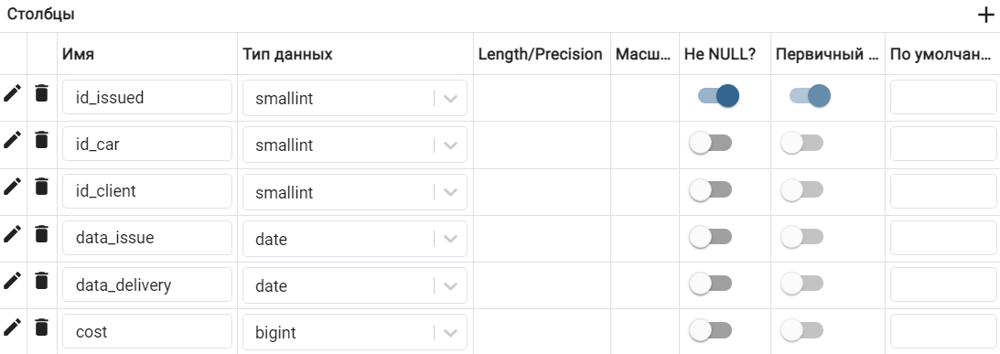 Столбцы
Имя Тип данных Length/Precision Масш... Не NULL? Первичный ... По умолчан...
id_issued smallint
id_car smallint
id_client smallint
data_issue date
data_delivery date
cost bigint